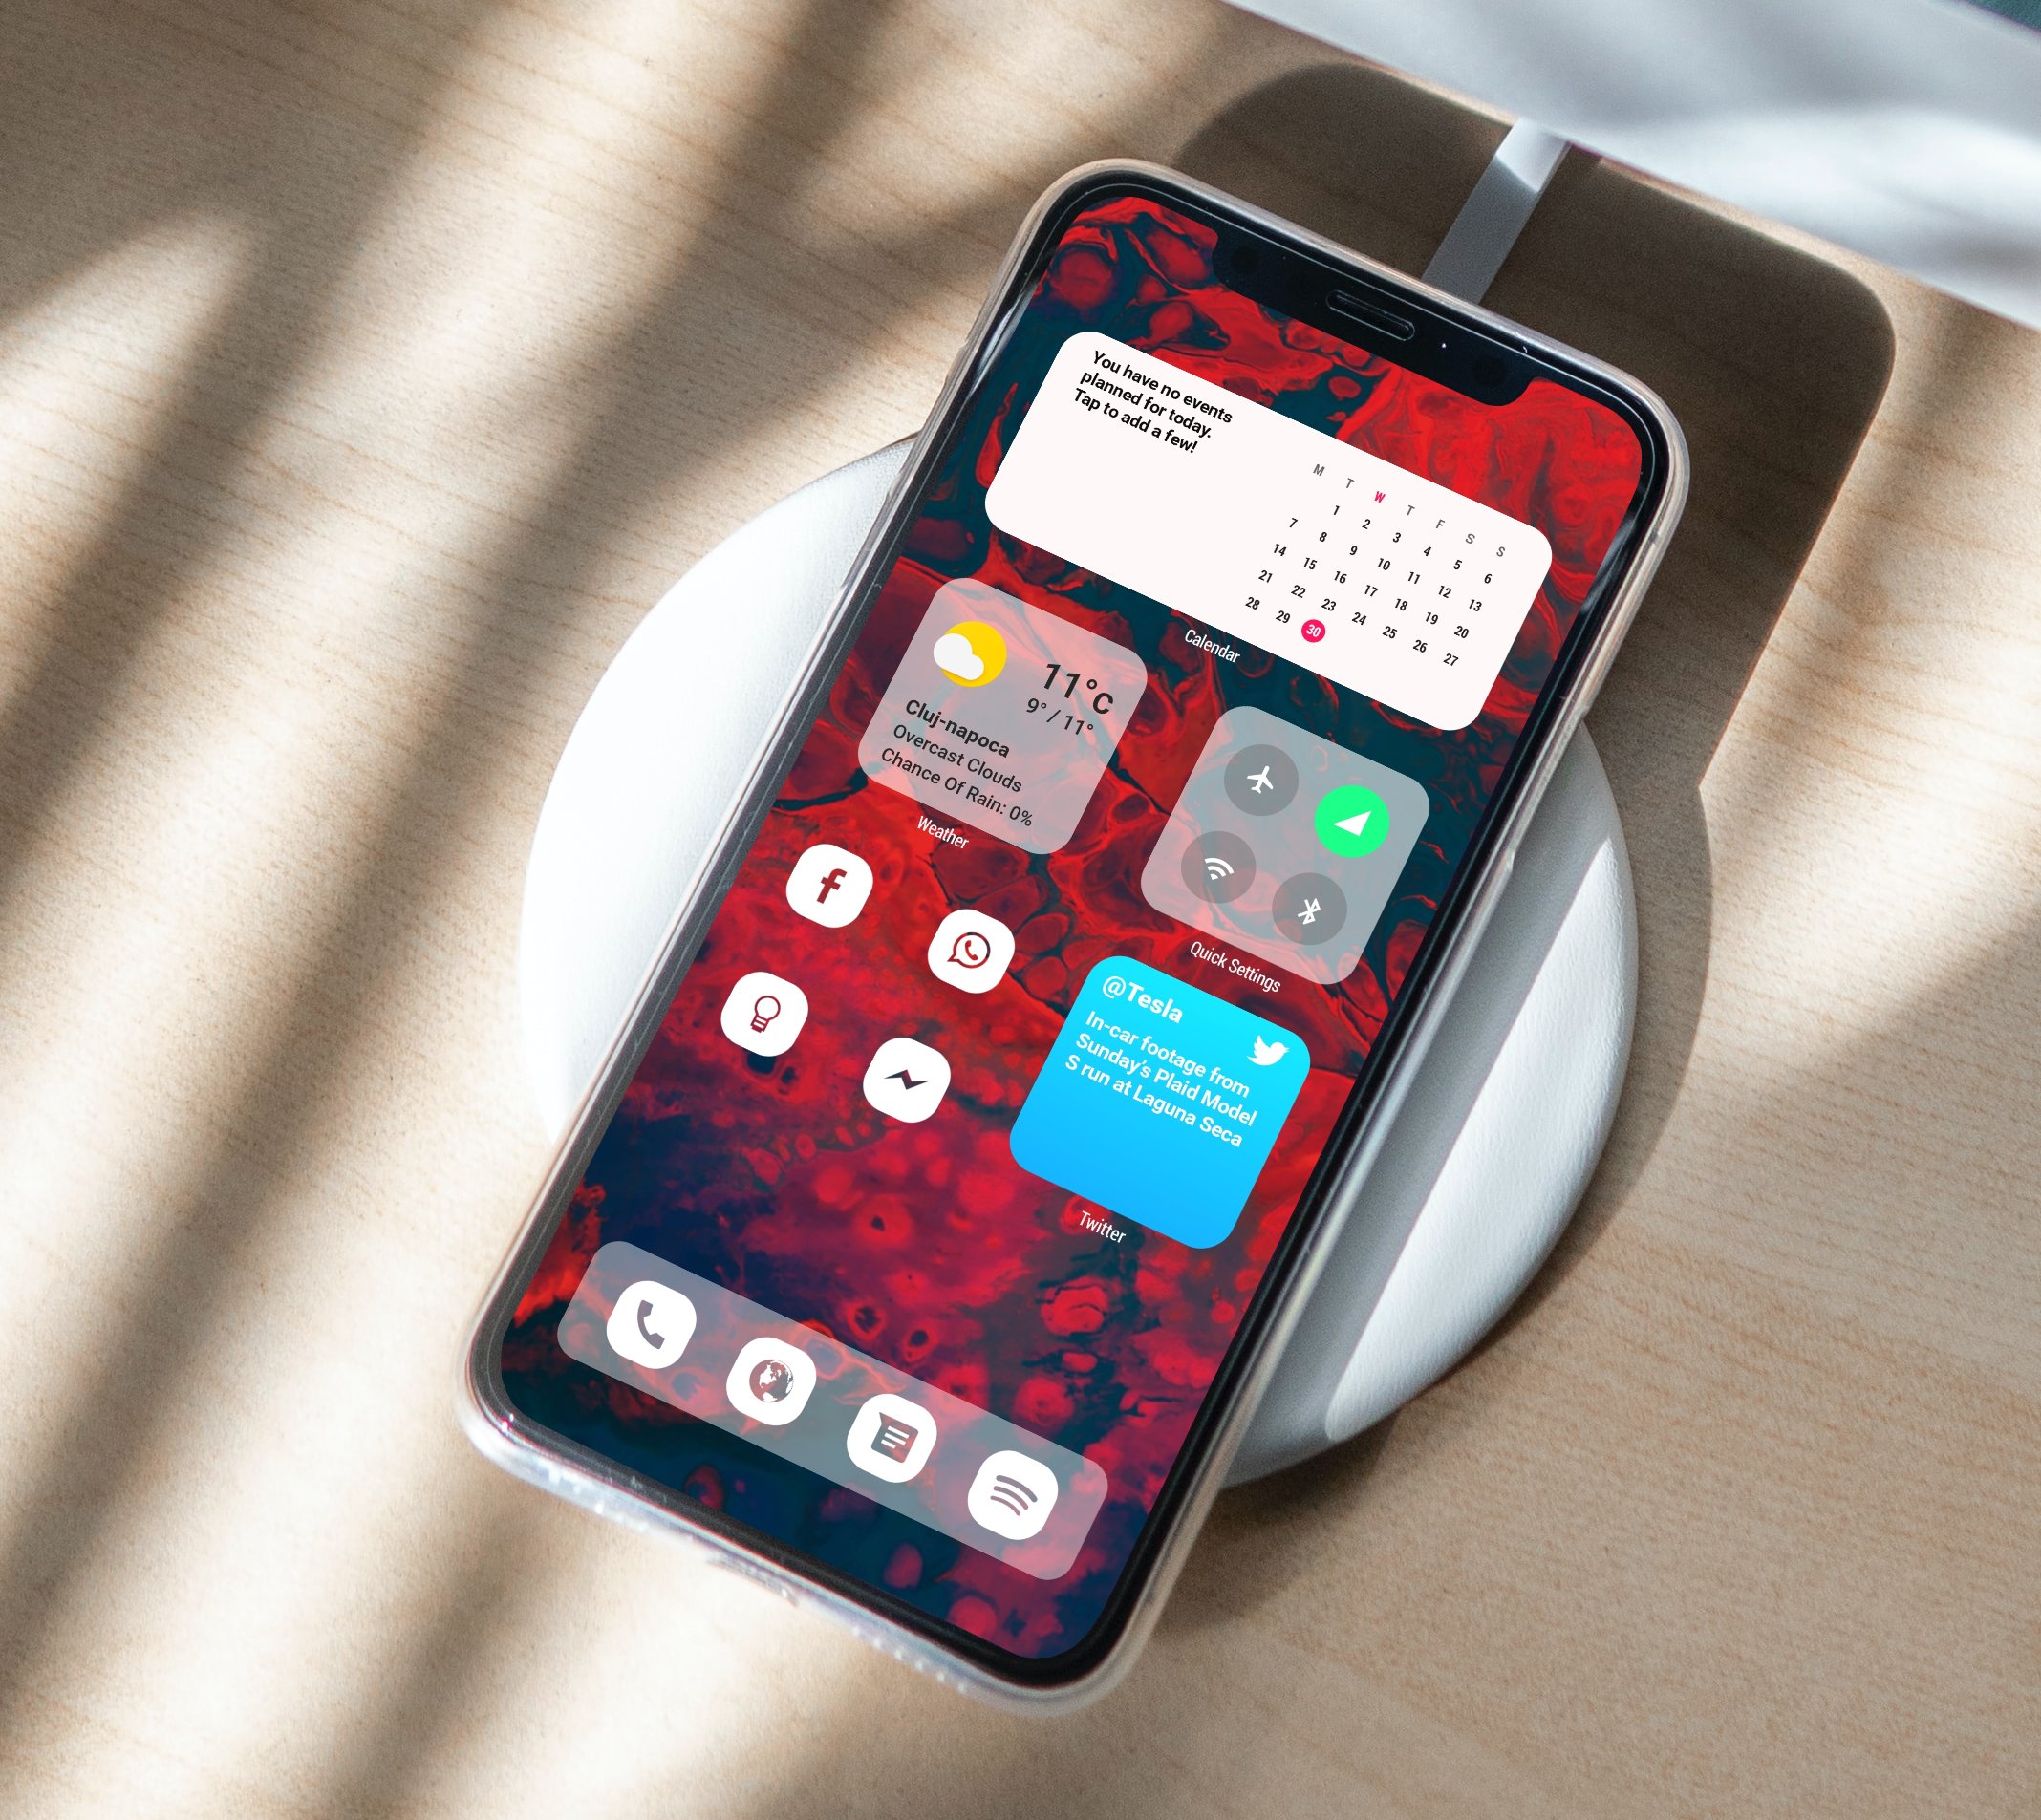 You have no events
planned for today.
Tap to add a few!
M T W T F S S
1 2 3 4 5 6
7 8 9 10 11 12 13
14 15 16 17 18 19 20
21 22 23 24 25 26 27
28 29 30
Calendar
11°C
9° / 11°
Cluj-napoca
Overcast Clouds
Chance Of Rain: 0%
Weather
Quick Settings
@Tesla
In-car footage from
Sunday's Plaid Model
S run at Laguna Seca
Twitter